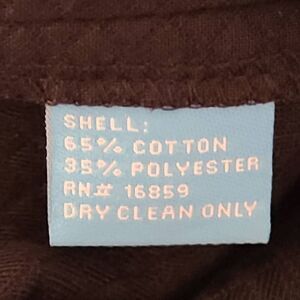 SHELL:
65% COTTON
35% POLYESTER
RN# 16859
DRY CLEAN ONLY